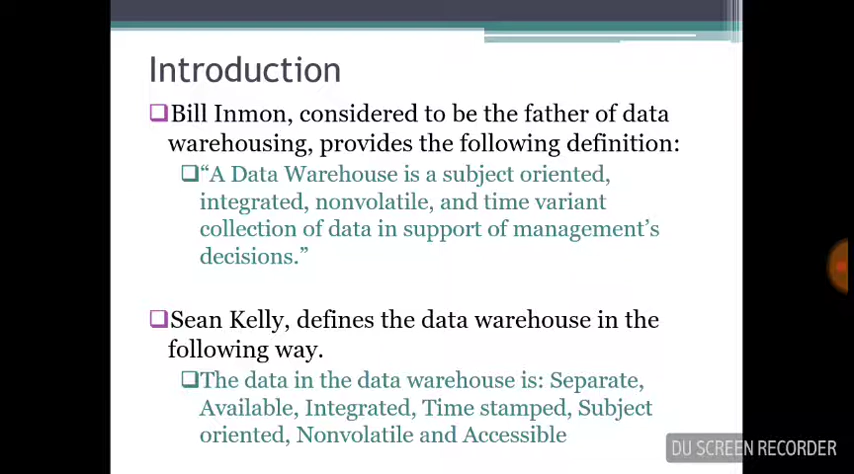 Introduction
Bill Inmon, considered to be the father of data
warehousing, provides the following definition:
“A Data Warehouse is a subject oriented,
integrated, nonvolatile, and time variant
collection of data in support of management’s
decisions.”
Sean Kelly, defines the data warehouse in the
following way.
The data in the data warehouse is: Separate,
Available, Integrated, Time stamped, Subject
oriented, Nonvolatile and Accessible
DU SCREEN RECORDER